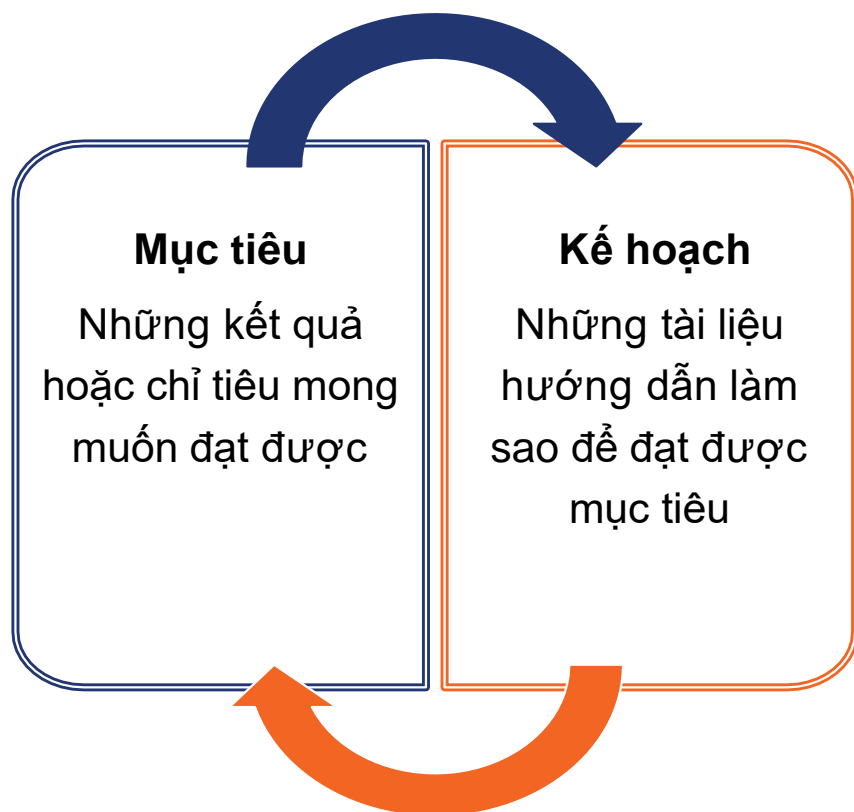 Mục tiêu
Những kết quả
hoặc chỉ tiêu mong
muốn đạt được
Kế hoạch
Những tài liệu
hướng dẫn làm
sao để đạt được
mục tiêu